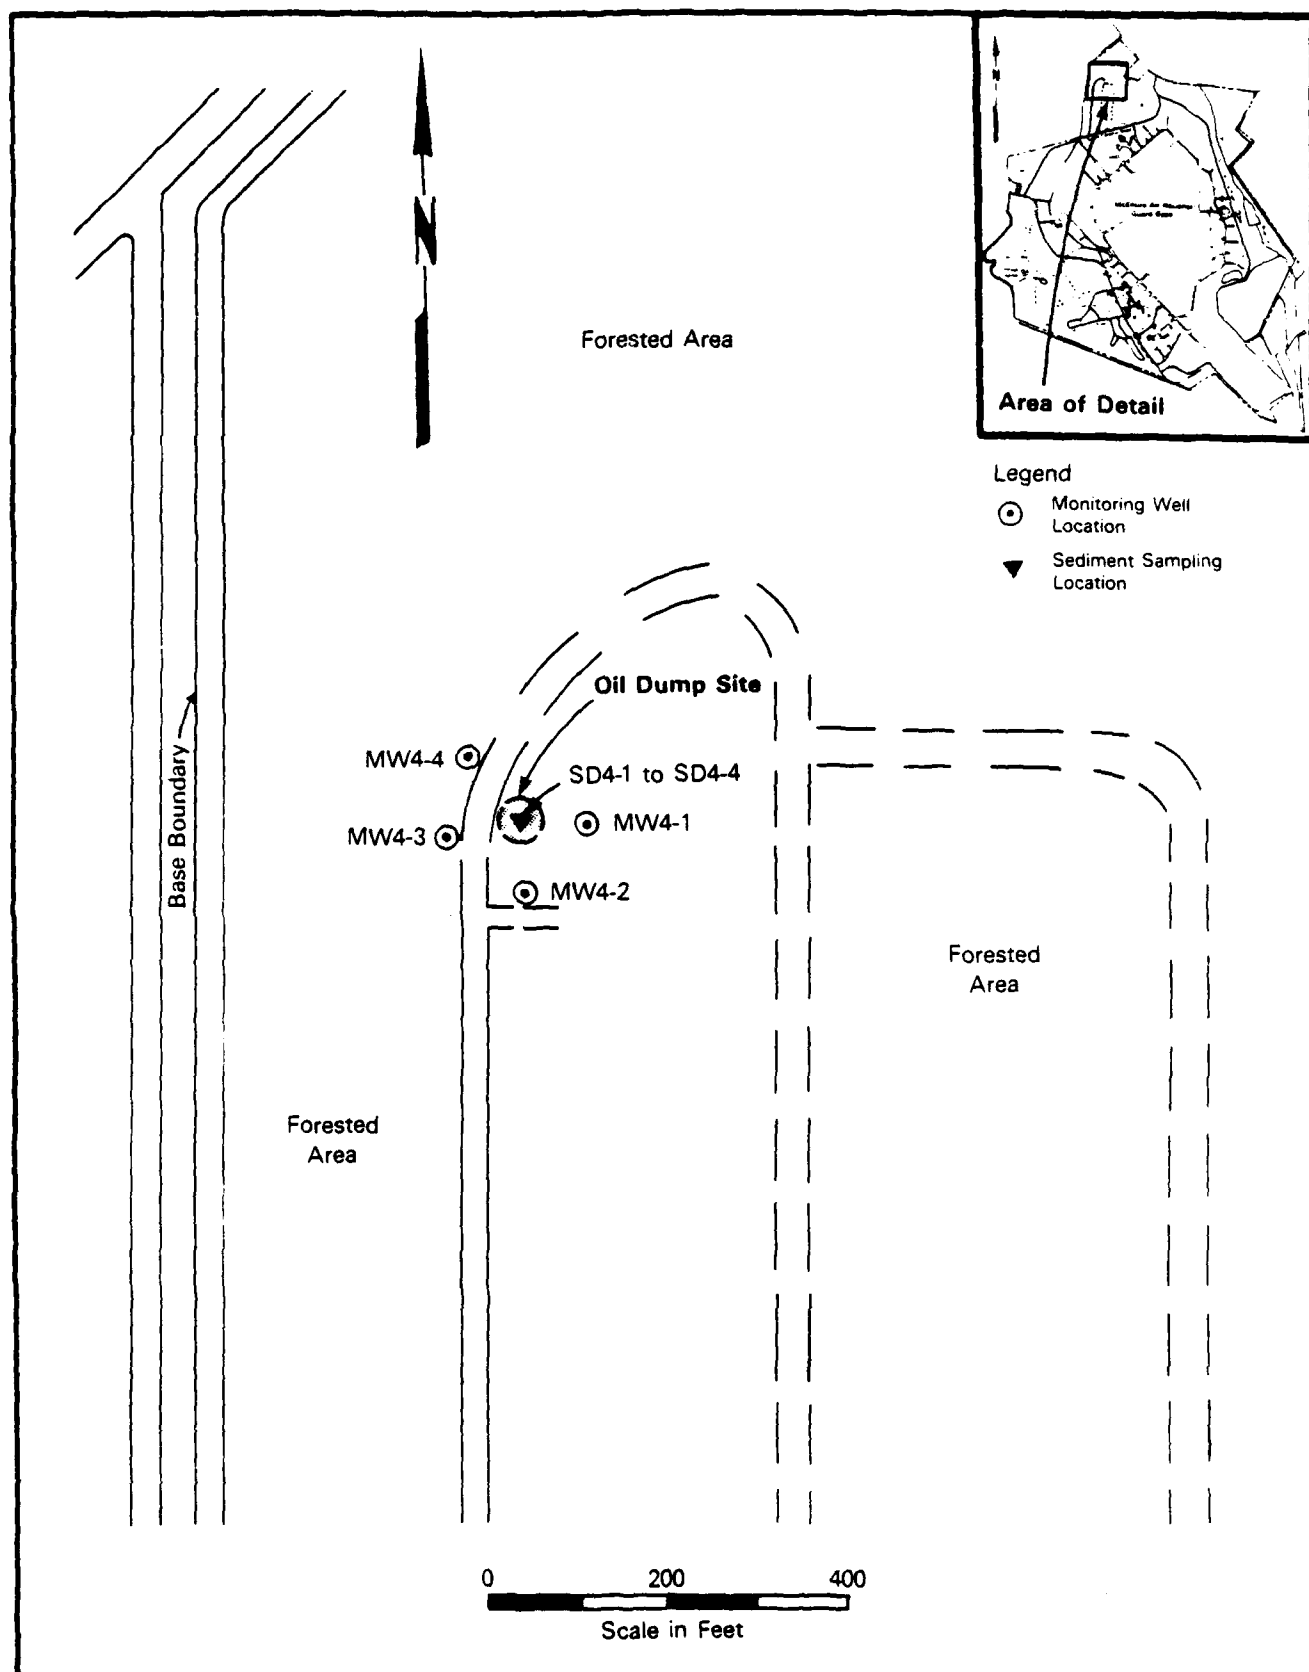 N
N
Area of Detail
Forested Area
Legend
Monitoring Well
Location
Sediment Sampling
Location
Oil Dump Site
MW4-4
SD4-1 to SD4-4
MW4-3
MW4-1
MW4-2
Base Boundary
Forested
Area
Forested
Area
0 200 400
Scale in Feet